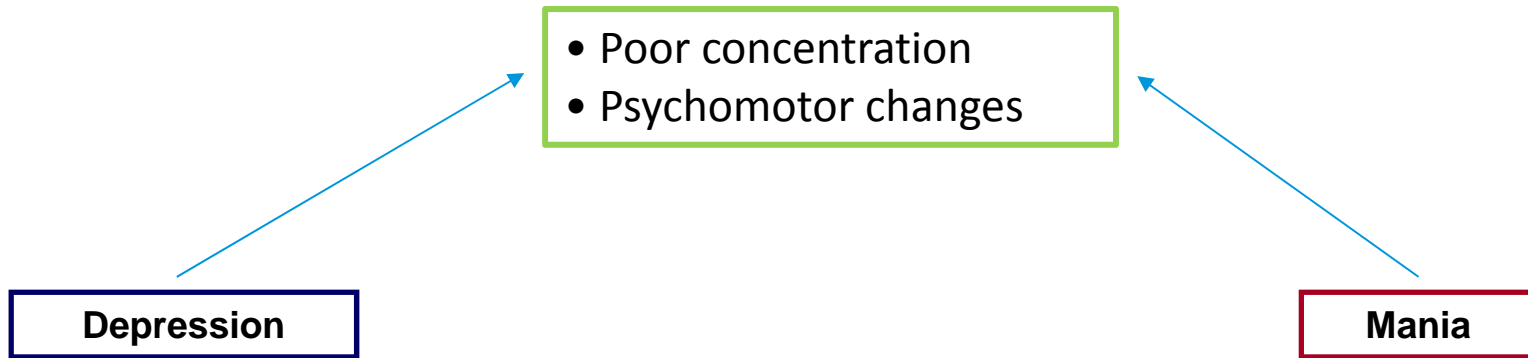 • Poor concentration
• Psychomotor changes
Depression
Mania